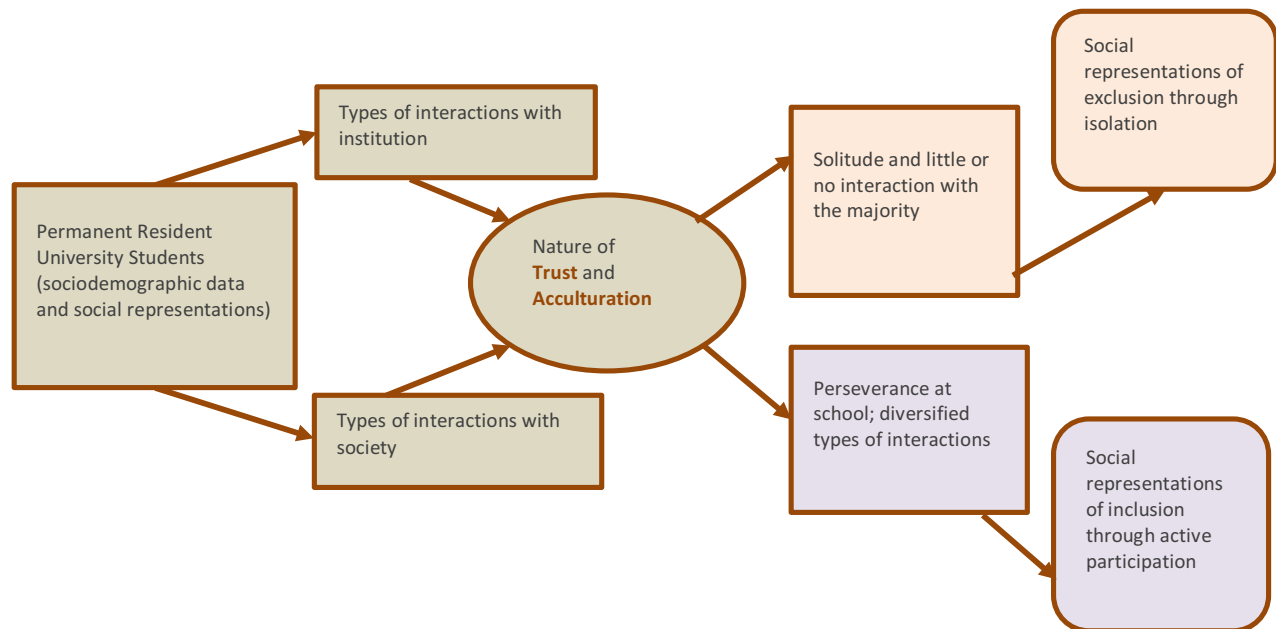 Permanent Resident
University Students
(sociodemographic data
and social representations)
Types of interactions with
institution
Types of interactions with
society
Nature of
Trust and
Acculturation
Solitude and little or
no interaction with
the majority
Social
representations of
exclusion through
isolation
Perseverance at
school; diversified
types of interactions
Social
representations
of inclusion
through active
participation